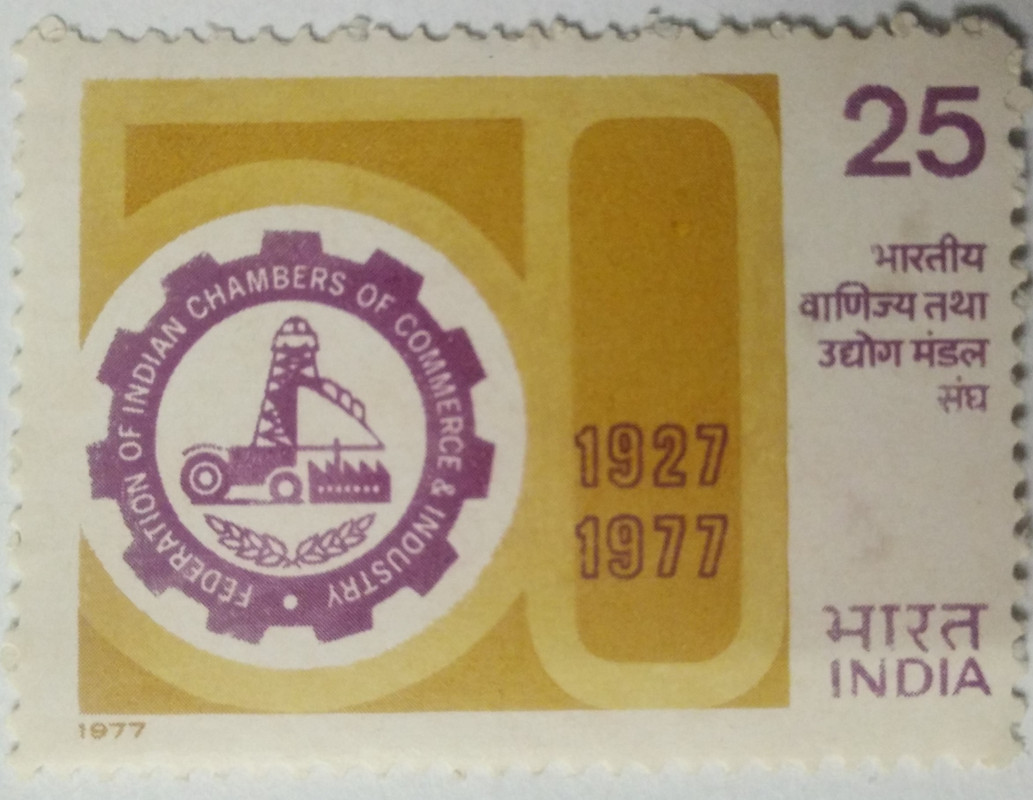 FEDERATION OF INDIAN CHAMBERS OF COMMERCE & INDUSTRY
1927
1977
25
भारतीय
वाणिज्य तथा
उद्योग मंडल
संघ
भारत
INDIA
1977